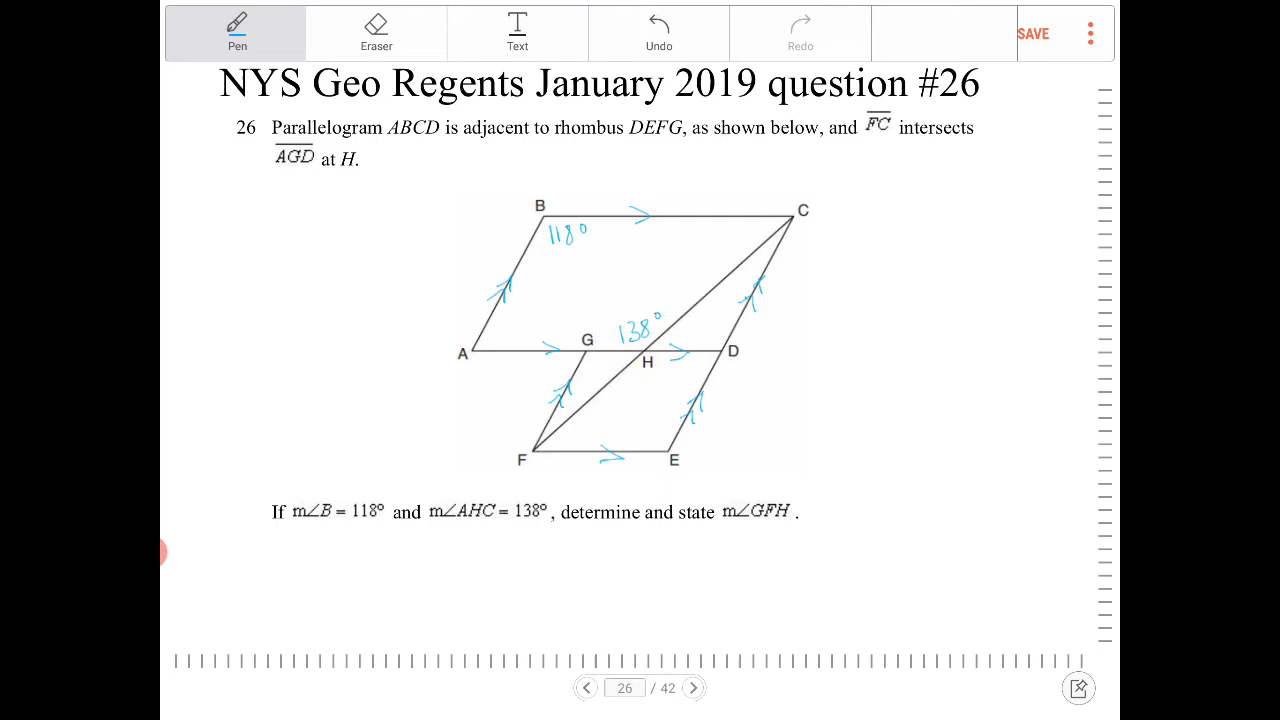 Pen Eraser Text Undo Redo SAVE
NYS Geo Regents January 2019 question #26
26 Parallelogram ABCD is adjacent to rhombus DEFG, as shown below, and FC intersects
AGD at H.
B C
118°
138°
A G H D
F E
If m∠B = 118° and m∠AHC = 138°, determine and state m∠GFH .
26 / 42